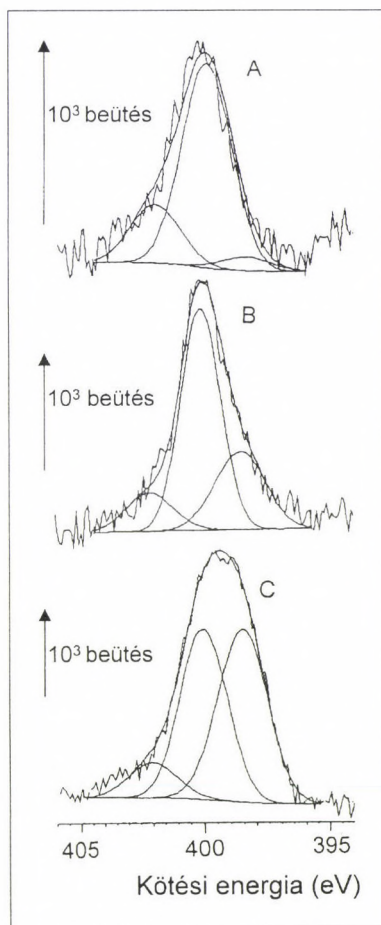 A
10³ beütés
B
10³ beütés
C
10³ beütés
405 400 395
Kötési energia (eV)